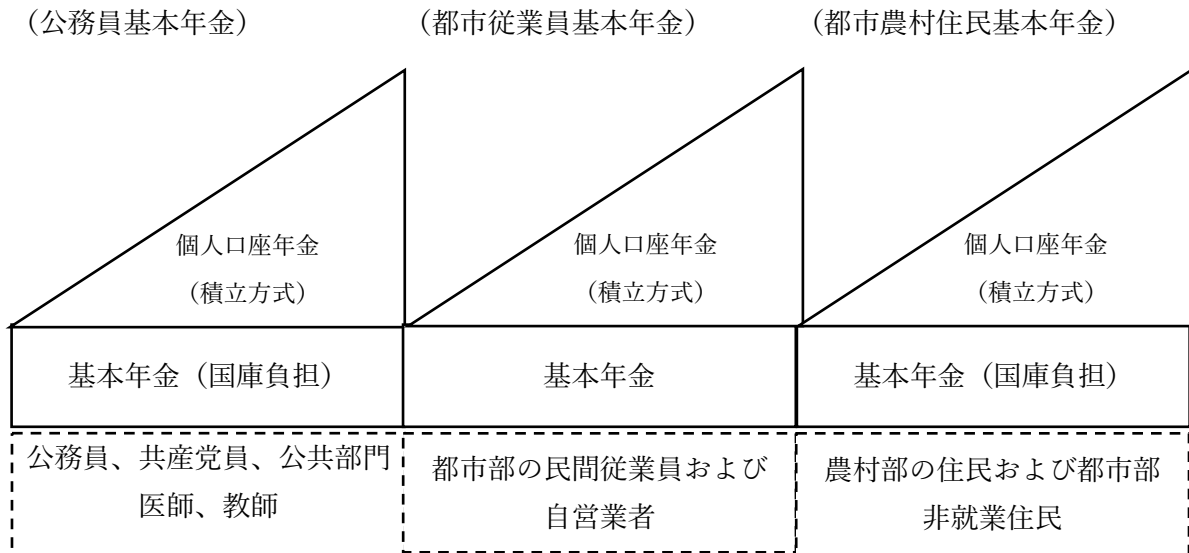 （公務員基本年金）
（都市従業員基本年金）
（都市農村住民基本年金）
個人口座年金
（積立方式）
個人口座年金
（積立方式）
個人口座年金
（積立方式）
基本年金（国庫負担）
基本年金
基本年金（国庫負担）
公務員、共産党員、公共部門
医師、教師
都市部の民間従業員および
自営業者
農村部の住民および都市部
非就業住民